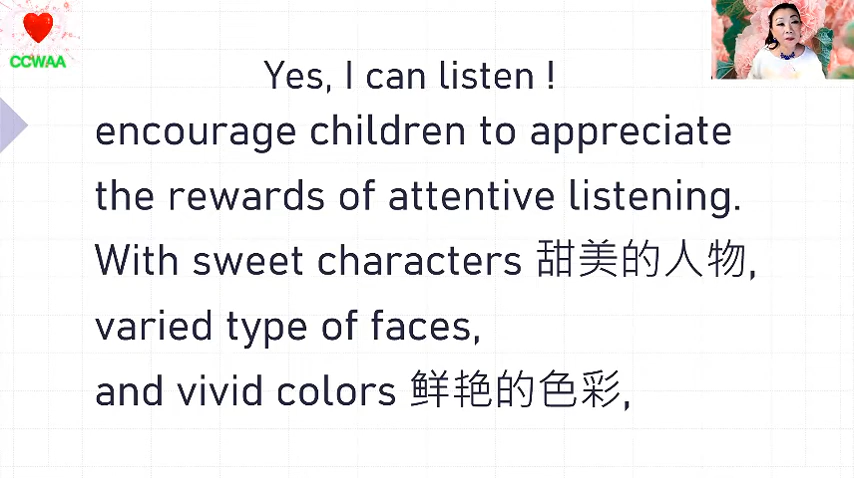 CCWAA
Yes, I can listen !
encourage children to appreciate
the rewards of attentive listening.
With sweet characters 甜美的人物,
varied type of faces,
and vivid colors 鲜艳的色彩,